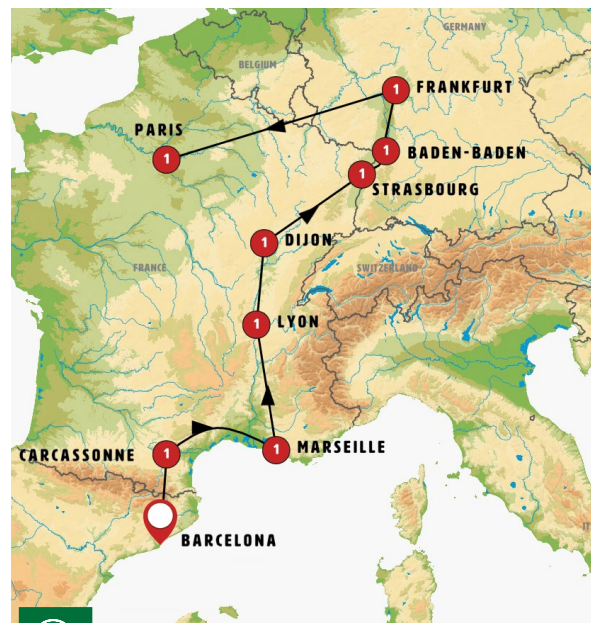 GERMANY
BELGIUM
1
FRANKFURT
PARIS
1
1
BADEN-BADEN
1
STRASBOURG
1
DIJON
FRANCE
SWITZERLAND
1
LYON
CARCASSONNE
1
1
MARSEILLE
BARCELONA
IT